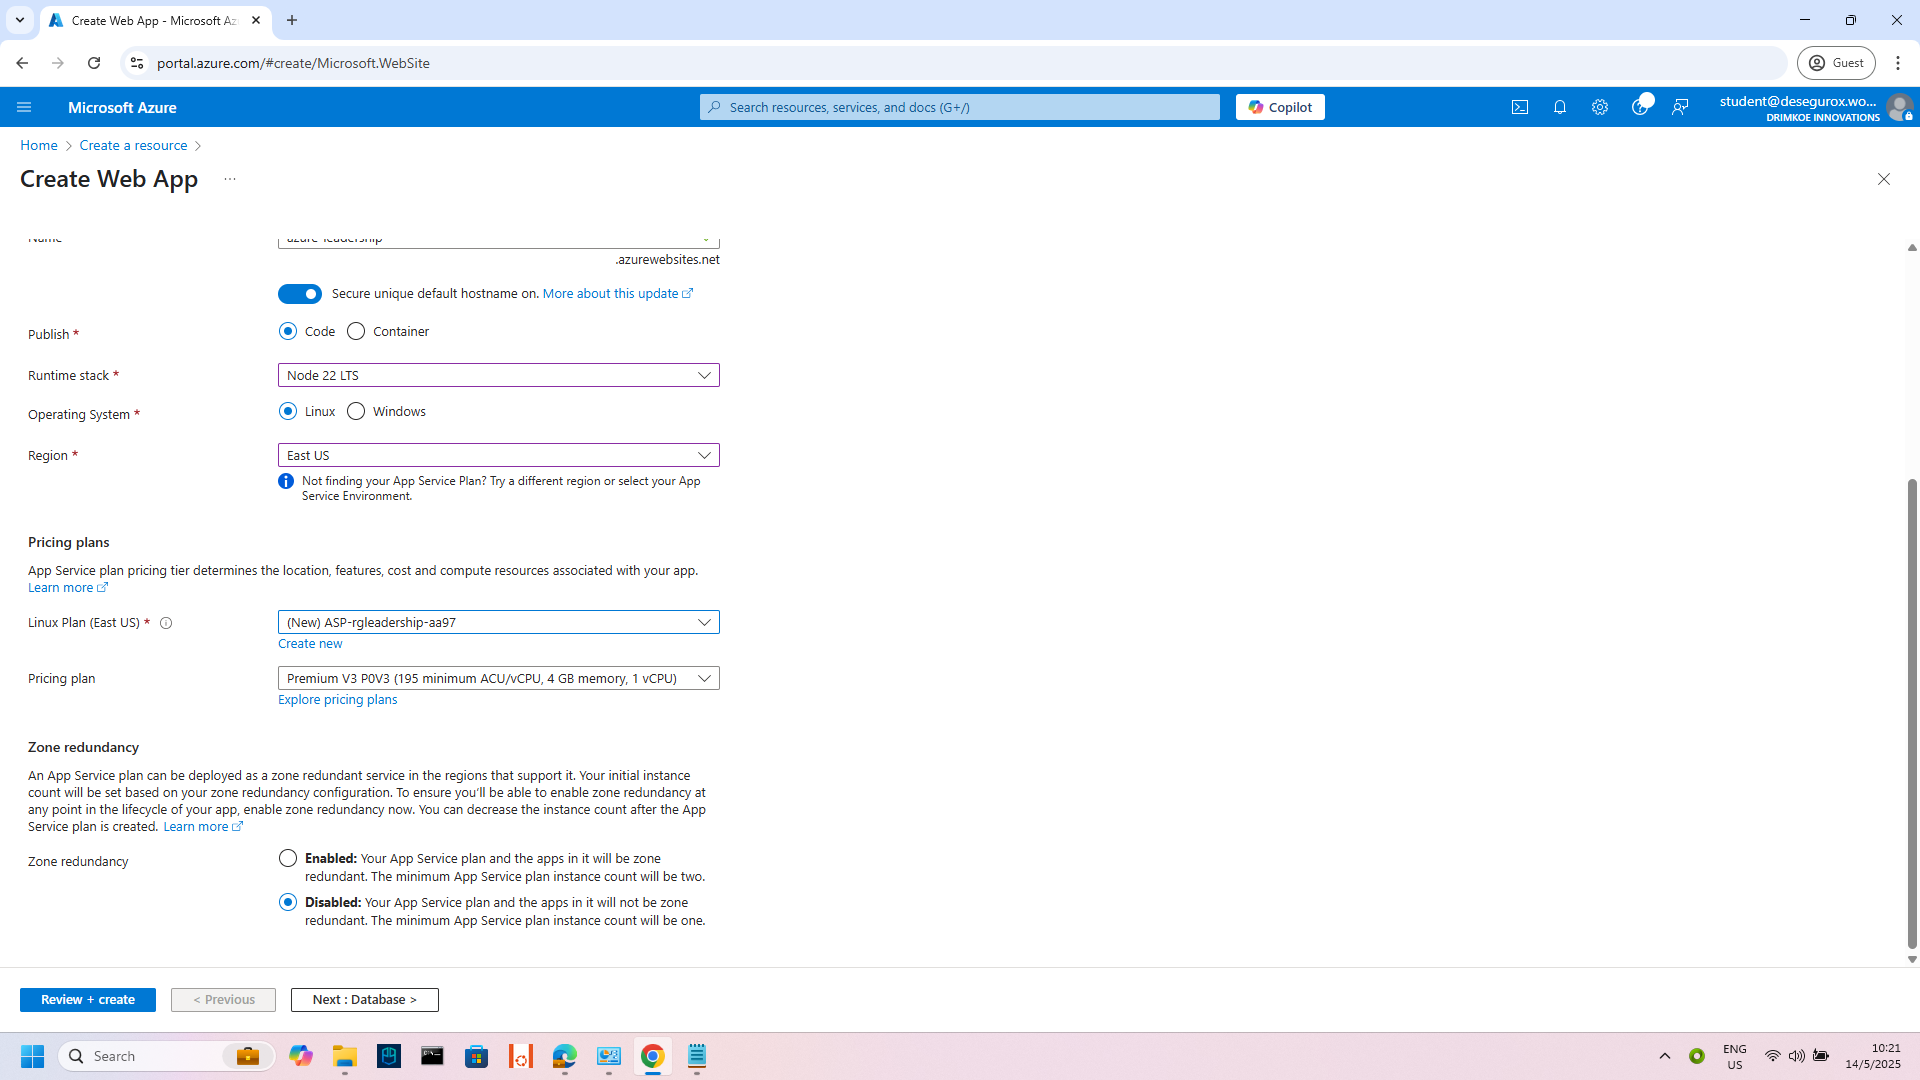 Create Web App - Microsoft Az
portal.azure.com/#create/Microsoft.WebSite
Guest
Microsoft Azure
Search resources, services, and docs (G+/)
Copilot
student@desegurox.wo...
DRIMKOE INNOVATIONS
Home
Create a resource
Create Web App
...
Name
azure-leadership
.azurewebsites.net
Secure unique default hostname on. More about this update
Publish *
Code
Container
Runtime stack *
Node 22 LTS
Operating System *
Linux
Windows
Region *
East US
Not finding your App Service Plan? Try a different region or select your App
Service Environment.
Pricing plans
App Service plan pricing tier determines the location, features, cost and compute resources associated with your app.
Learn more
Linux Plan (East US) *
(New) ASP-rgleadership-aa97
Create new
Pricing plan
Premium V3 P0V3 (195 minimum ACU/vCPU, 4 GB memory, 1 vCPU)
Explore pricing plans
Zone redundancy
An App Service plan can be deployed as a zone redundant service in the regions that support it. Your initial instance
count will be set based on your zone redundancy configuration. To ensure you'll be able to enable zone redundancy at
any point in the lifecycle of your app, enable zone redundancy now. You can decrease the instance count after the App
Service plan is created. Learn more
Zone redundancy
Enabled: Your App Service plan and the apps in it will be zone
redundant. The minimum App Service plan instance count will be two.
Disabled: Your App Service plan and the apps in it will not be zone
redundant. The minimum App Service plan instance count will be one.
Review + create
< Previous
Next : Database >
Search
ENG
US
10:21
14/5/2025